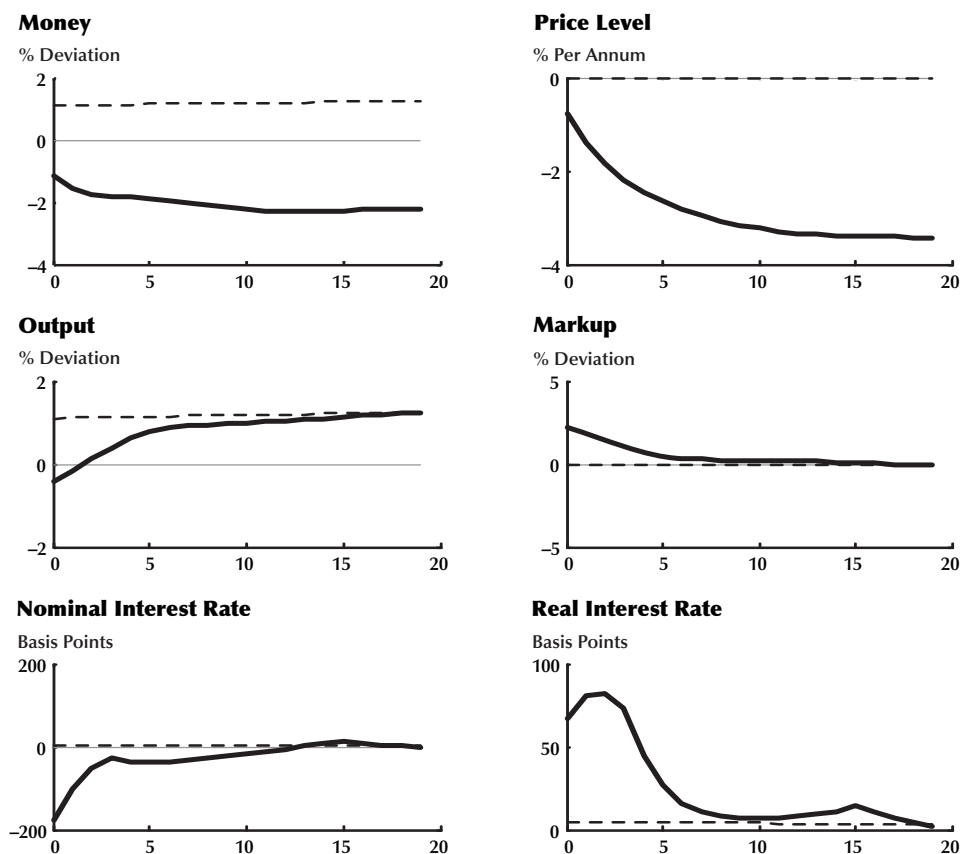 Money
% Deviation
2
0
–2
–4
0 5 10 15 20
Price Level
% Per Annum
0
–2
–4
0 5 10 15 20
Output
% Deviation
2
0
–2
0 5 10 15 20
Markup
% Deviation
5
0
–5
0 5 10 15 20
Nominal Interest Rate
Basis Points
200
0
–200
0 5 10 15 20
Real Interest Rate
Basis Points
100
50
0
0 5 10 15 20